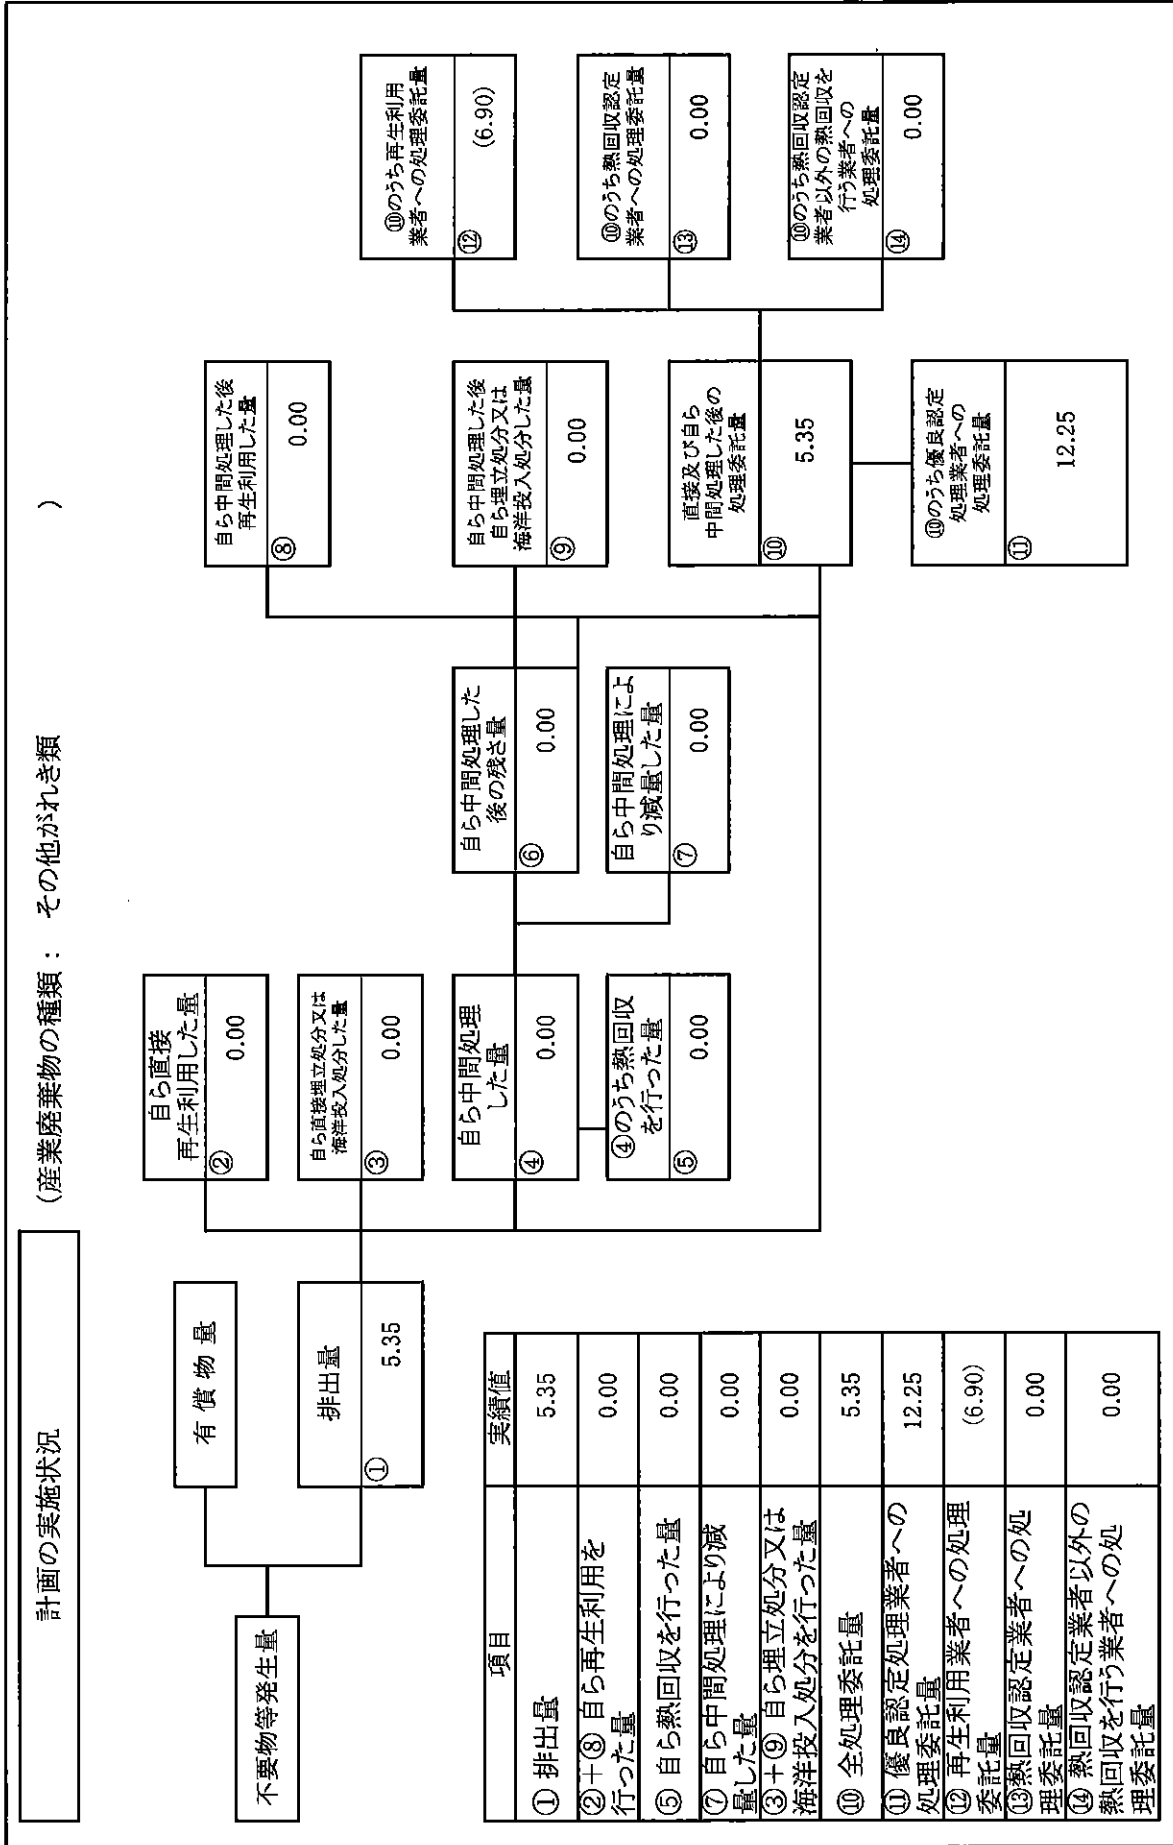 計画の実施状況
(産業廃棄物の種類： その他がれき類 )
不要物等発生量
有償物量
排出量
① 5.35
自ら直接
再生利用した量
② 0.00
自ら直接埋立処分又は
海洋投入処分した量
③ 0.00
自ら中間処理
した量
④ 0.00
④のうち熱回収
を行った量
⑤ 0.00
自ら中間処理した
後の残さ量
⑥ 0.00
自ら中間処理によ
り減量した量
⑦ 0.00
自ら中間処理した後
再生利用した量
⑧ 0.00
自ら中間処理した後
自ら埋立処分又は
海洋投入処分した量
⑨ 0.00
直接及び自ら
中間処理した後の
処理委託量
⑩ 5.35
⑩のうち優良認定
処理業者への
処理委託量
⑪ 12.25
⑩のうち再生利用
業者への処理委託量
⑫ (6.90)
⑩のうち熱回収認定
業者への処理委託量
⑬ 0.00
⑩のうち熱回収認定
業者以外の熱回収を
行う業者への
処理委託量
⑭ 0.00
項目 実績値
①排出量 5.35
②＋⑧ 自ら再生利用を
行った量 0.00
⑤ 自ら熱回収を行った量 0.00
⑦ 自ら中間処理により減
量した量 0.00
③＋⑨ 自ら埋立処分又は
海洋投入処分を行った量 0.00
⑩ 全処理委託量 5.35
⑪ 優良認定処理業者への
処理委託量 12.25
⑫ 再生利用業者への処理
委託量 (6.90)
⑬熱回収認定業者への処
理委託量 0.00
⑭ 熱回収認定業者以外の
熱回収を行う業者への処
理委託量 0.00